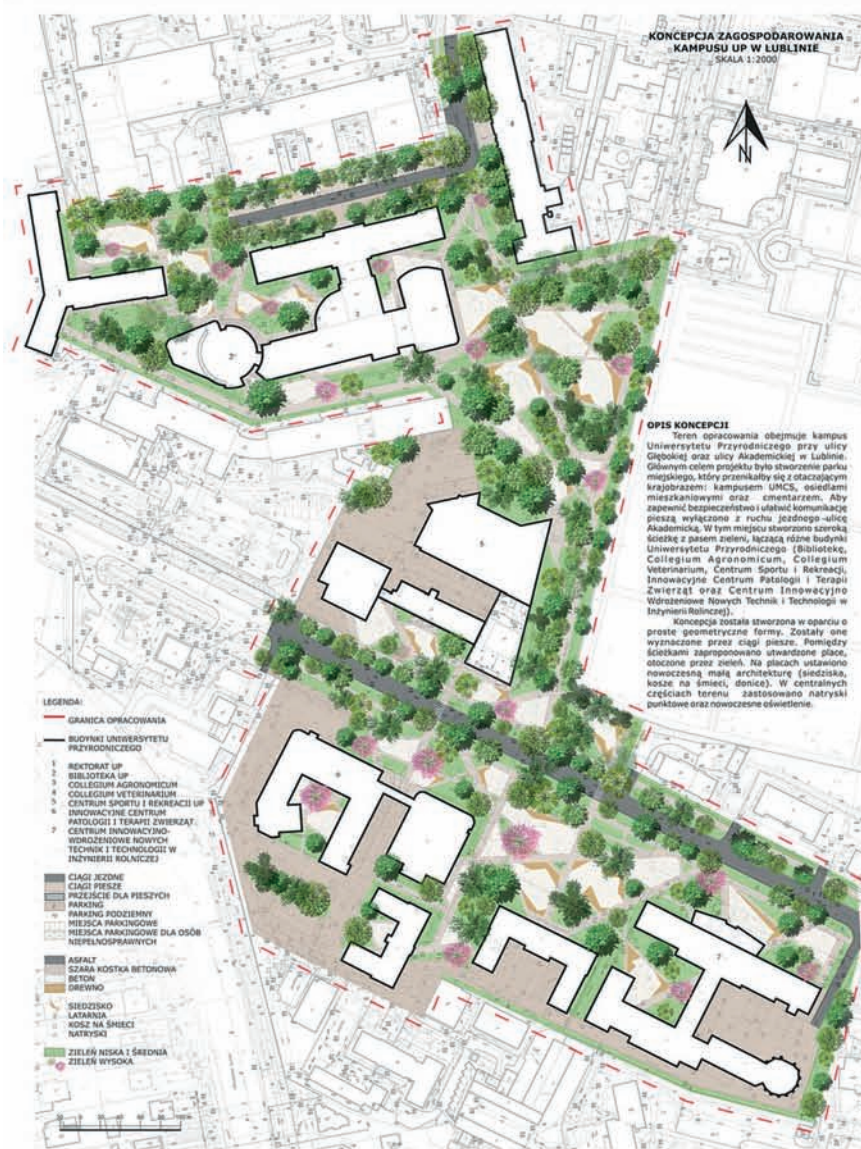 KONCEPCJA ZAGOSPODAROWANIA
KAMPUSU UP W LUBLINIE
SKALA 1:2000
N
OPIS KONCEPCJI
Teren opracowania obejmuje kampus
Uniwersytetu Przyrodniczego przy ulicy
Głębokiej oraz ulicy Akademickiej w Lublinie.
Głównym celem projektu było stworzenie parku
miejskiego, który przenikałby się z otaczającym
krajobrazem: kampusem UMCS, osiedlami
mieszkaniowymi oraz cmentarzem. Aby
zapewnić bezpieczeństwo i ułatwić komunikację
pieszą wyłączono z ruchu jezdnego ulicę
Akademicką. W tym miejscu stworzono szeroką
ścieżkę z pasem zieleni, łączącą różne budynki
Uniwersytetu Przyrodniczego (Bibliotekę,
Collegium Agronomicum, Collegium
Veterinarium, Centrum Sportu i Rekreacji,
Innowacyjne Centrum Patologii i Terapii
Zwierząt oraz Centrum Innowacyjno
Wdrożeniowe Nowych Technik i Technologii w
Inżynierii Rolinczej).
Koncepcja została stworzona w oparciu o
proste geometryczne formy. Zostały one
wyznaczone przez ciągi piesze. Pomiędzy
ścieżkami zaproponowano utwardzone place,
otoczone przez zieleń. Na placach ustawiono
nowoczesną małą architekturę (siedziska,
kosze na śmieci, donice). W centralnych
częściach terenu zastosowano natryski
punktowe oraz nowoczesne oświetlenie.
LEGENDA:
GRANICA OPRACOWANIA
BUDYNKI UNIWERSYTETU
PRZYRODNICZEGO
1 REKTORAT UP
2 BIBLIOTEKA UP
3 COLLEGIUM AGRONOMICUM
4 COLLEGIUM VETERINARIUM
5 CENTRUM SPORTU I REKREACJI UP
6 INNOWACYJNE CENTRUM
PATOLOGII I TERAPII ZWIERZĄT
7 CENTRUM INNOWACYJNO-
WDROŻENIOWE NOWYCH
TECHNIK I TECHNOLOGII W
INŻYNIERII ROLNICZEJ
CIĄGI JEZDNE
CIĄGI PIESZE
PRZEJŚCIE DLA PIESZYCH
PARKING
PARKING PODZIEMNY
MIEJSCA PARKINGOWE
MIEJSCA PARKINGOWE DLA OSÓB
NIEPEŁNOSPRAWNYCH
ASFALT
SZARA KOSTKA BETONOWA
BETON
DREWNO
SIEDZISKO
LATARNIA
KOSZ NA ŚMIECI
NATRYSKI
ZIELEŃ NISKA I ŚREDNIA
ZIELEŃ WYSOKA